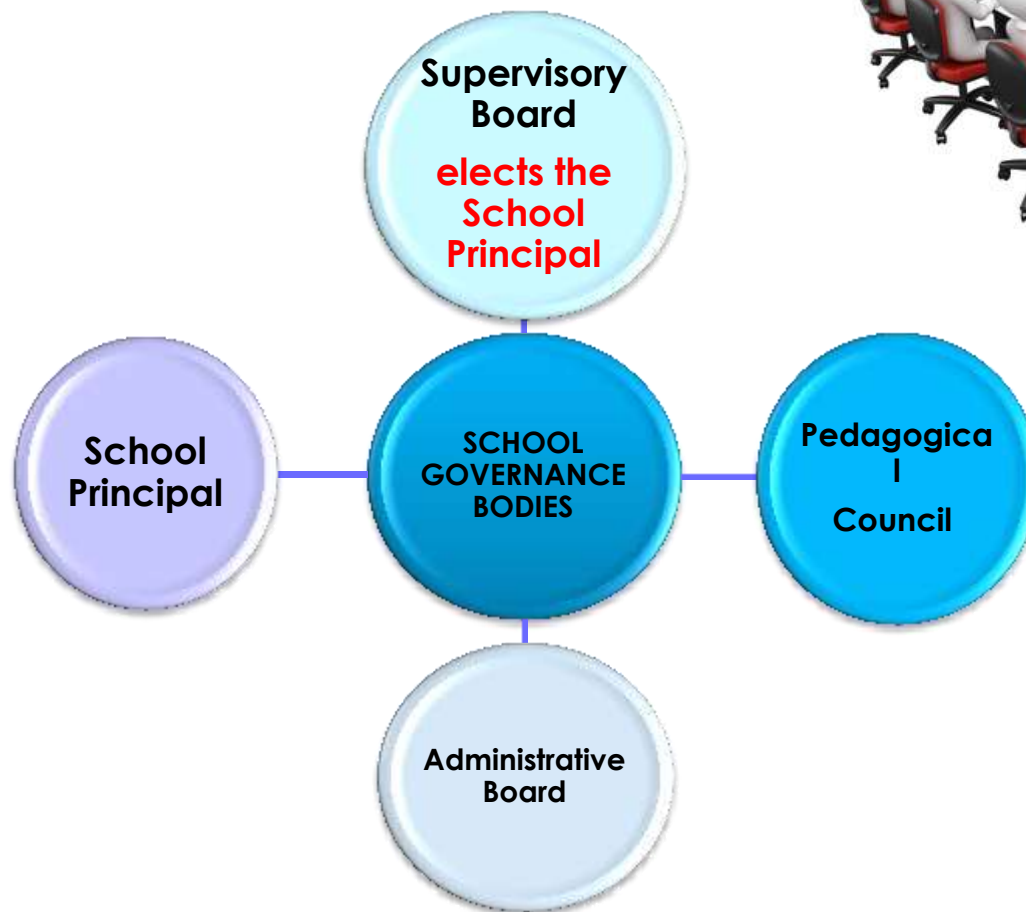 Supervisory
Board
elects the
School
Principal
School
Principal
SCHOOL
GOVERNANCE
BODIES
Pedagogica
l
Council
Administrative
Board